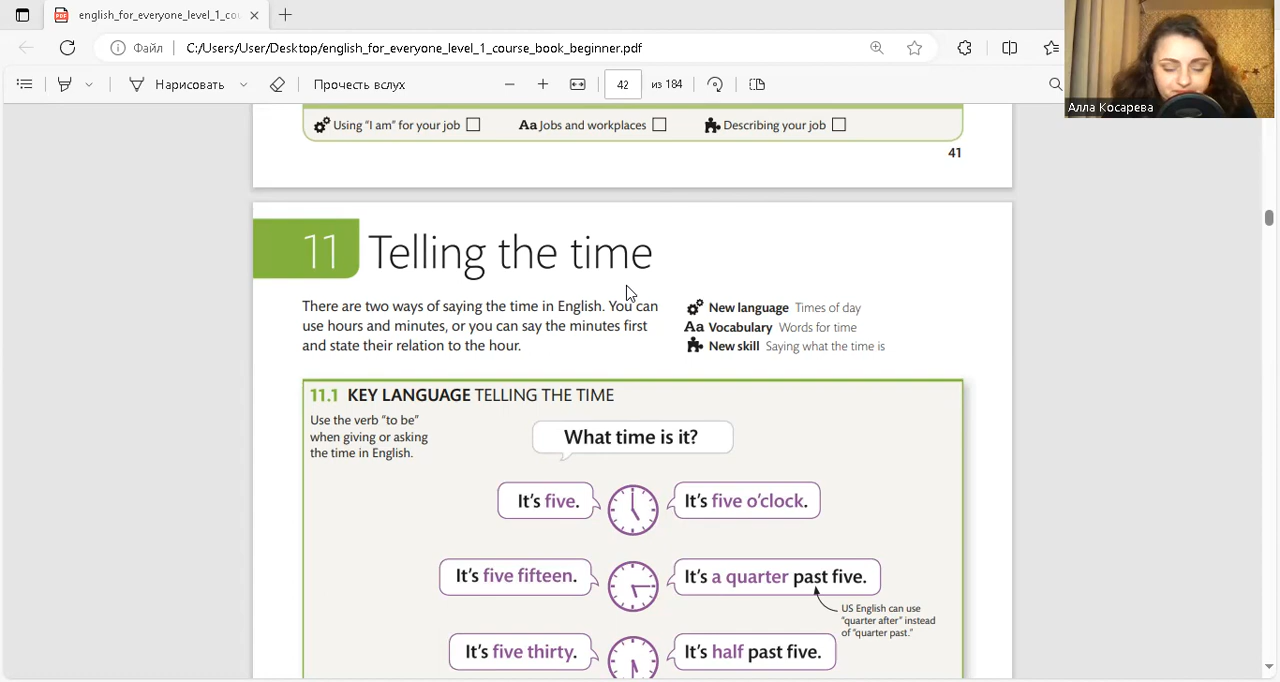 english_for_everyone_level_1_cou
Файл C:/Users/User/Desktop/english_for_everyone_level_1_course_book_beginner.pdf
Нарисовать Прочесть вслух 42 из 184
Алла Косарева
Using "I am" for your job Aa Jobs and workplaces Describing your job
41
11 Telling the time
There are two ways of saying the time in English. You can
use hours and minutes, or you can say the minutes first
and state their relation to the hour.
New language Times of day
Aa Vocabulary Words for time
New skill Saying what the time is
11.1 KEY LANGUAGE TELLING THE TIME
Use the verb "to be"
when giving or asking
the time in English.
What time is it?
It's five. It's five o'clock.
It's five fifteen. It's a quarter past five.
US English can use
"quarter after" instead
of "quarter past."
It's five thirty. It's half past five.